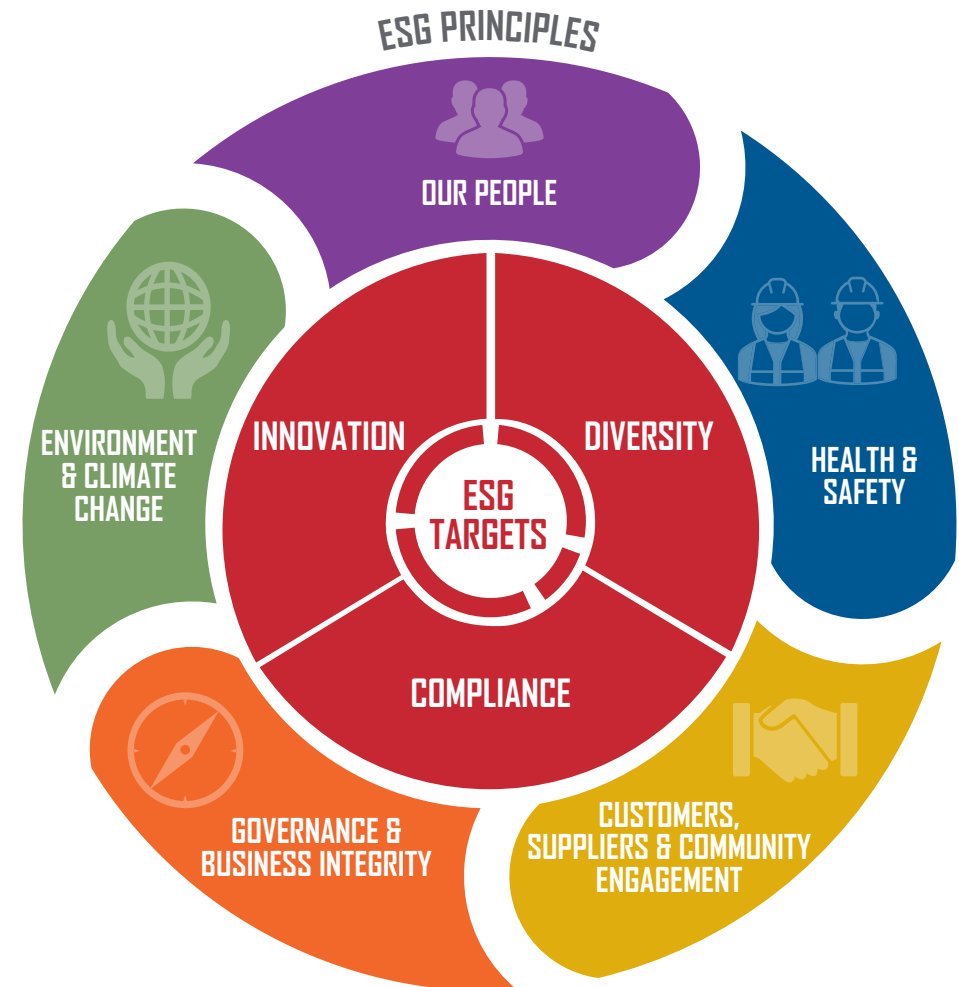 ESG PRINCIPLES
OUR PEOPLE
HEALTH &
SAFETY
CUSTOMERS,
SUPPLIERS & COMMUNITY
ENGAGEMENT
GOVERNANCE &
BUSINESS INTEGRITY
ENVIRONMENT
& CLIMATE
CHANGE
INNOVATION
DIVERSITY
COMPLIANCE
ESG
TARGETS